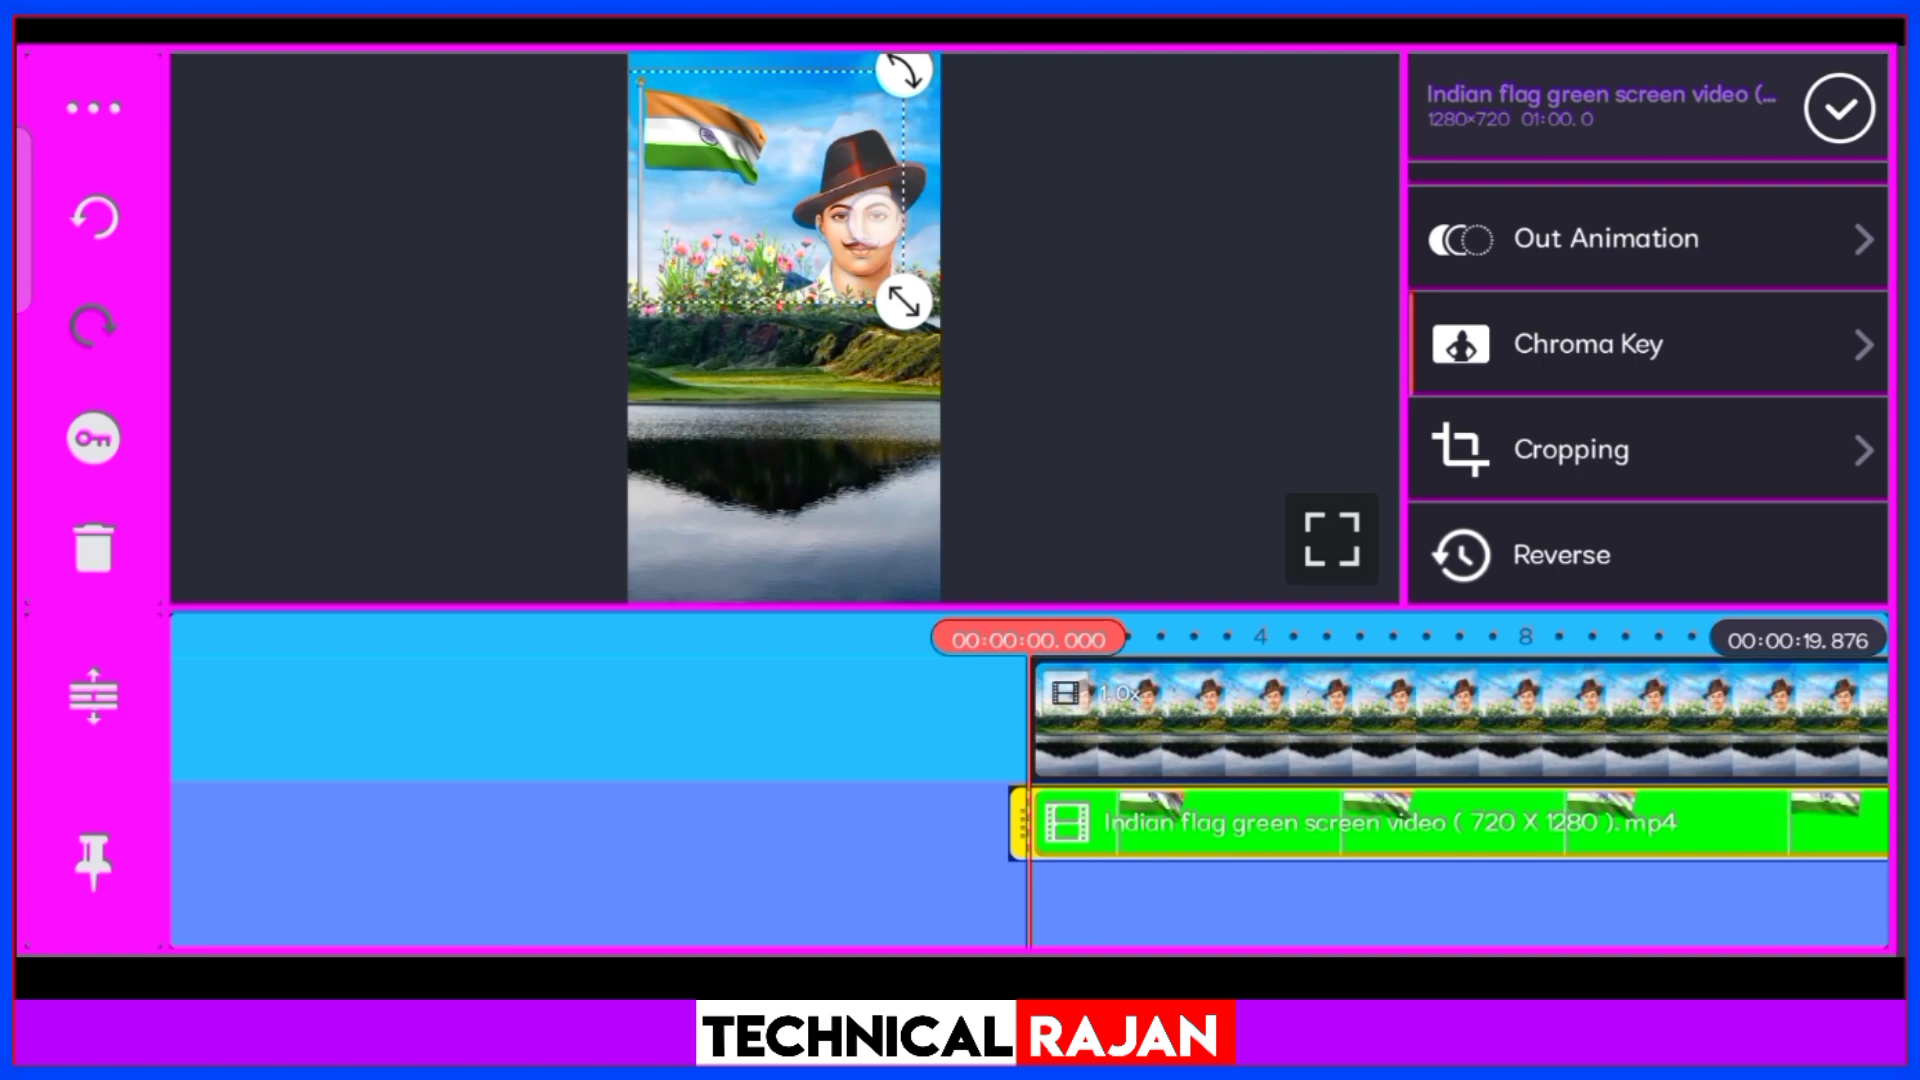 Indian flag green screen video (...
1280×720 01:00.0
Out Animation
Chroma Key
Cropping
Reverse
00:00:00.000
4
8
00:00:19.876
1.0x
Indian flag green screen video ( 720 X 1280 ).mp4
TECHNICAL RAJAN